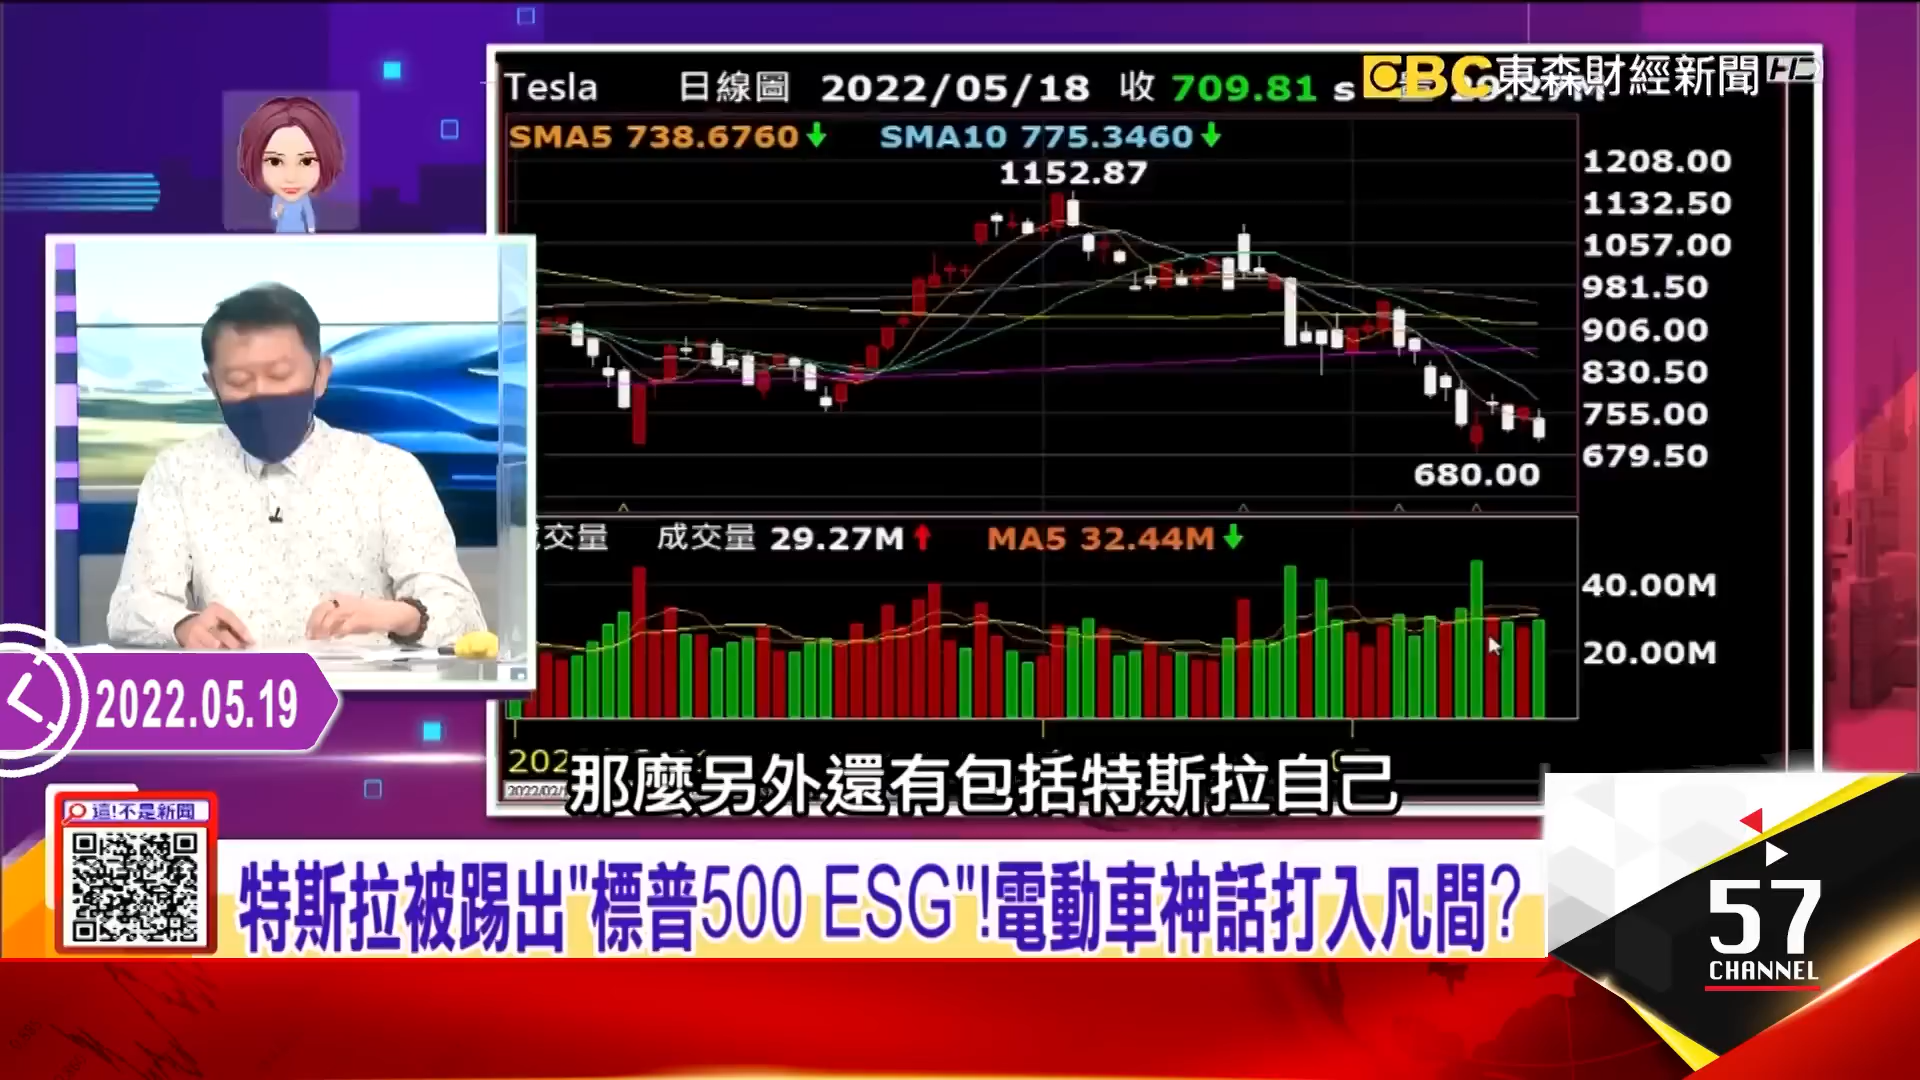 Tesla 日線圖 2022/05/18 收 709.81 s
EBC 東森財經新聞 HD
SMA5 738.6760↓ SMA10 775.3460↓
1152.87
1208.00
1132.50
1057.00
981.50
906.00
830.50
755.00
679.50
680.00
交量 成交量 29.27M↑ MA5 32.44M↓
40.00M
20.00M
2022.05.19
202
那麼另外還有包括特斯拉自己
這!不是新聞
特斯拉被踢出"標普500 ESG"!電動車神話打入凡間?
57
CHANNEL